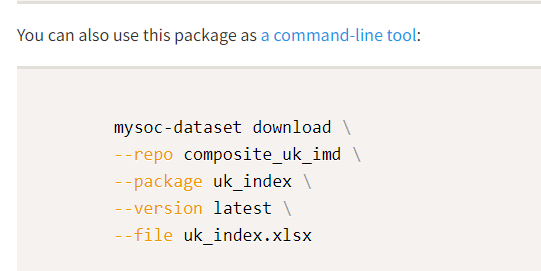 You can also use this package as a command-line tool:
mysoc-dataset download \
--repo composite_uk_imd \
--package uk_index \
--version latest \
--file uk_index.xlsx